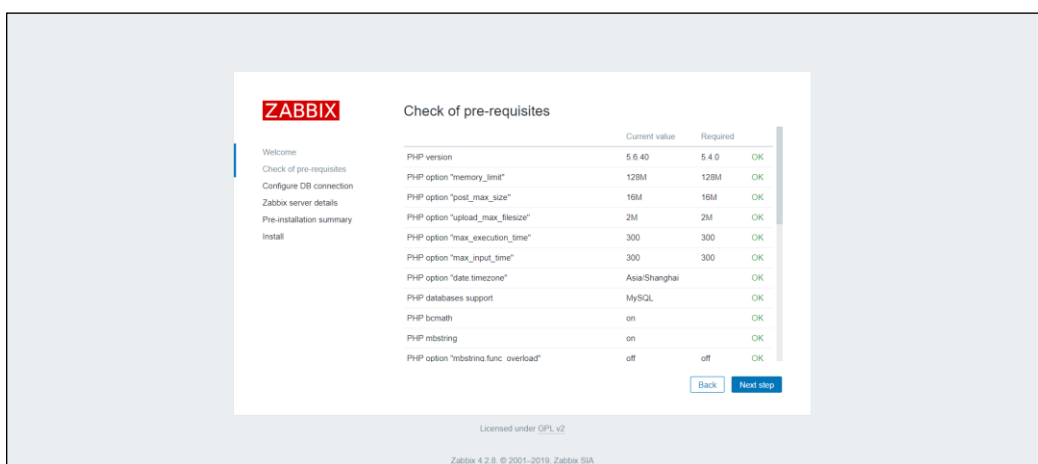 ZABBIX
Welcome
Check of pre-requisites
Configure DB connection
Zabbix server details
Pre-installation summary
Install
Check of pre-requisites
Current value Required
PHP version 5.6.40 5.4.0 OK
PHP option "memory_limit" 128M 128M OK
PHP option "post_max_size" 16M 16M OK
PHP option "upload_max_filesize" 2M 2M OK
PHP option "max_execution_time" 300 300 OK
PHP option "max_input_time" 300 300 OK
PHP option "date.timezone" Asia/Shanghai OK
PHP databases support MySQL OK
PHP bcmath on OK
PHP mbstring on OK
PHP option "mbstring.func_overload" off off OK
Back Next step
Licensed under GPL v2
Zabbix 4.2.8. © 2001–2019, Zabbix SIA